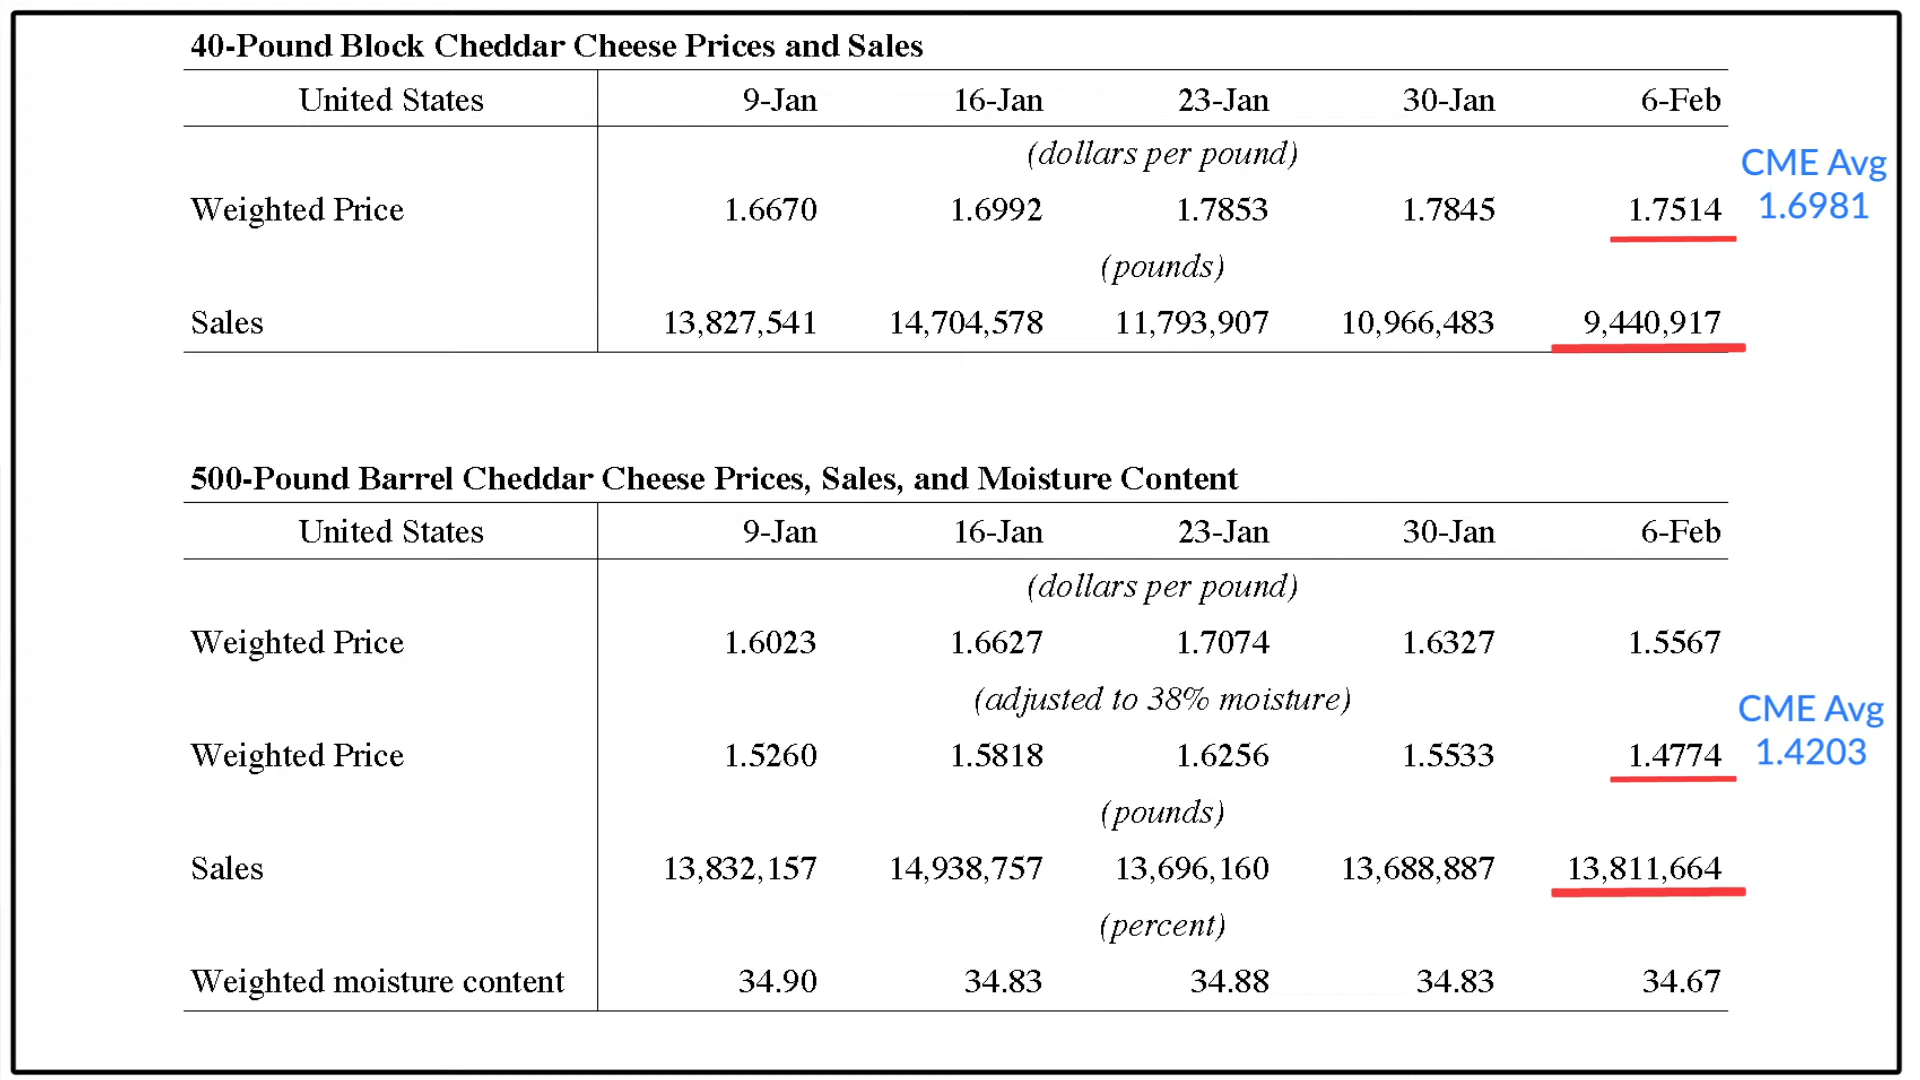 40-Pound Block Cheddar Cheese Prices and Sales
United States 9-Jan 16-Jan 23-Jan 30-Jan 6-Feb
(dollars per pound)
CME Avg
Weighted Price 1.6670 1.6992 1.7853 1.7845 1.7514 1.6981
(pounds)
Sales 13,827,541 14,704,578 11,793,907 10,966,483 9,440,917
500-Pound Barrel Cheddar Cheese Prices, Sales, and Moisture Content
United States 9-Jan 16-Jan 23-Jan 30-Jan 6-Feb
(dollars per pound)
Weighted Price 1.6023 1.6627 1.7074 1.6327 1.5567
(adjusted to 38% moisture)
CME Avg
Weighted Price 1.5260 1.5818 1.6256 1.5533 1.4774 1.4203
(pounds)
Sales 13,832,157 14,938,757 13,696,160 13,688,887 13,811,664
(percent)
Weighted moisture content 34.90 34.83 34.88 34.83 34.67